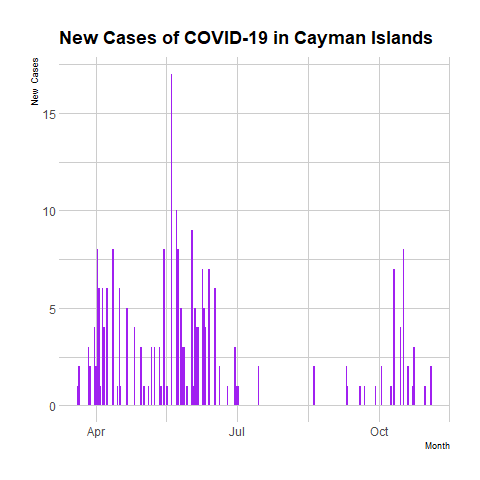 New Cases of COVID-19 in Cayman Islands
New Cases
15
10
5
0
Apr Jul Oct
Month